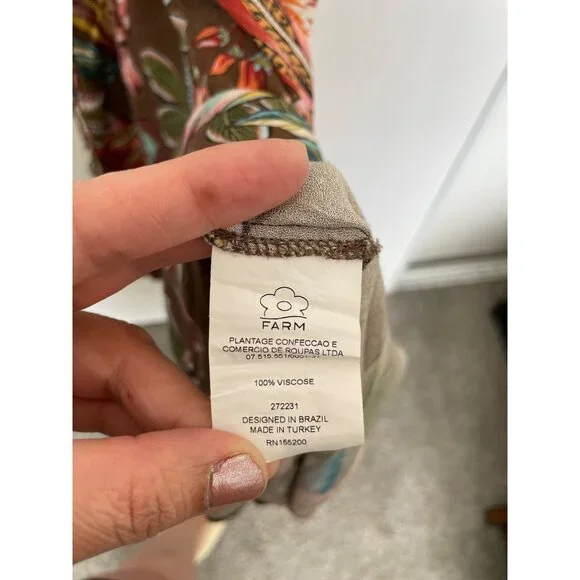 FARM
PLANTAGE CONFECCAO E
COMERCIO DE ROUPAS LTDA
100% VISCOSE
272231
DESIGNED IN BRAZIL
MADE IN TURKEY
RN155200